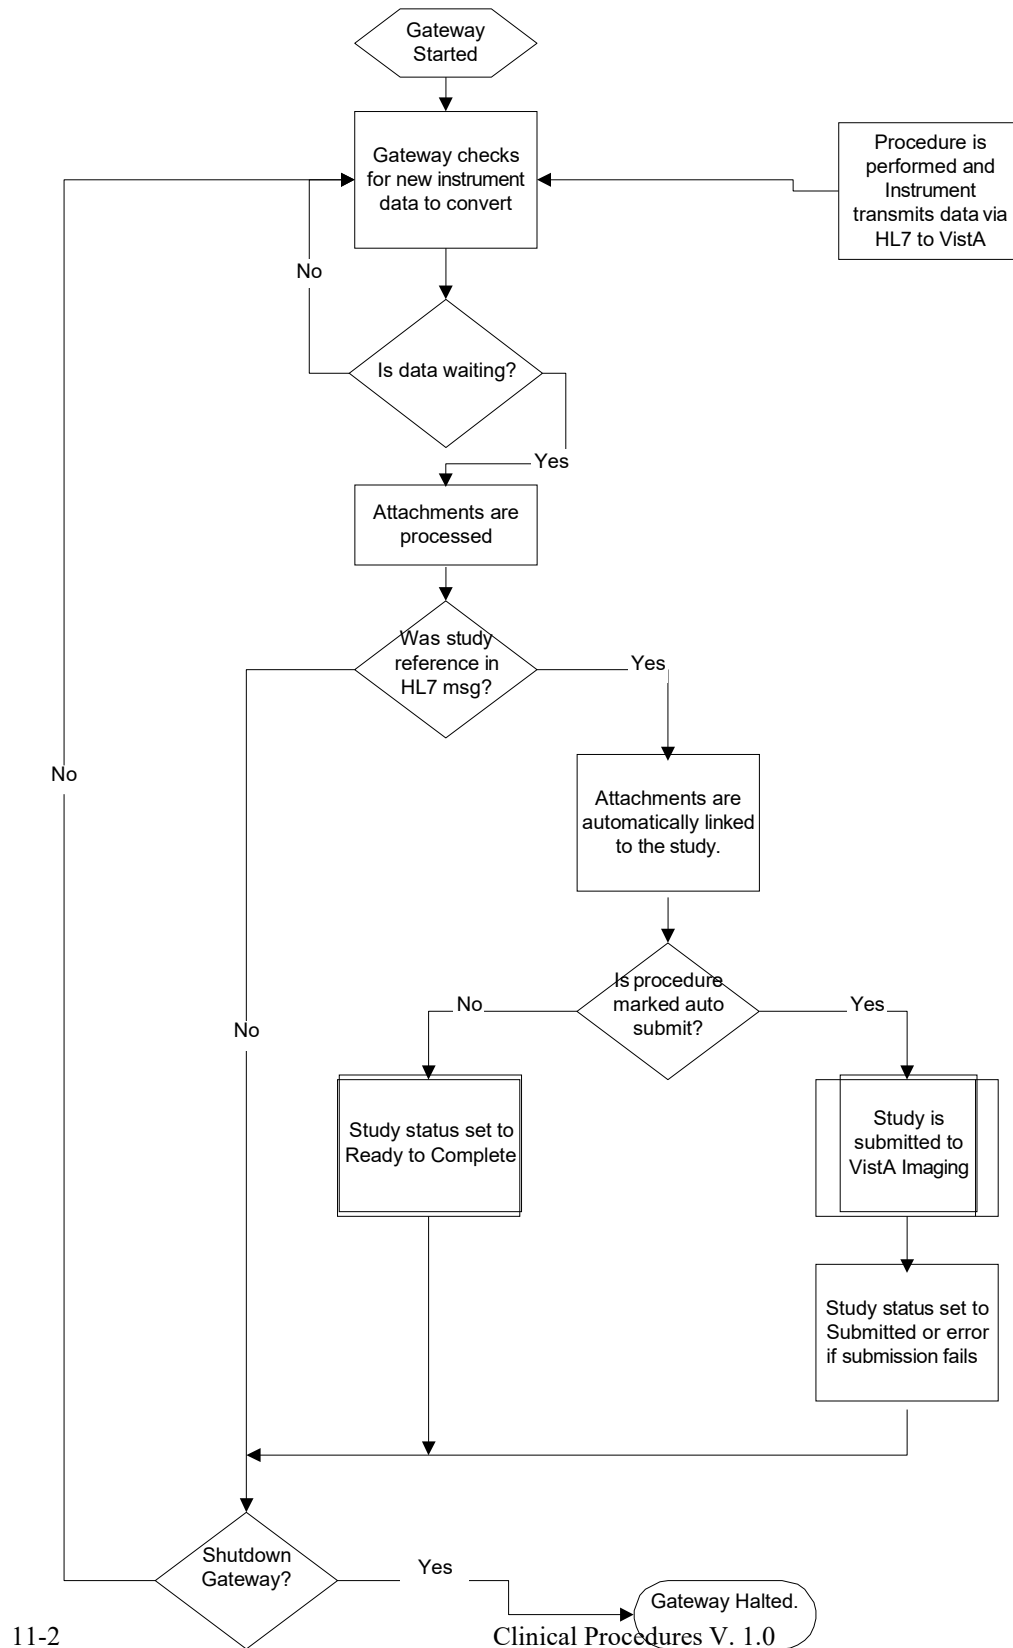 Gateway
Started
Gateway checks
for new instrument
data to convert
Procedure is
performed and
Instrument
transmits data via
HL7 to VistA
No
Is data waiting?
Yes
Attachments are
processed
Was study
reference in
HL7 msg?
Yes
No
Attachments are
automatically linked
to the study.
Is procedure
marked auto
submit?
No
Yes
No
Study status set to
Ready to Complete
Study is
submitted to
VistA Imaging
Study status set to
Submitted or error
if submission fails
Shutdown
Gateway?
Yes
Gateway Halted.
11-2
Clinical Procedures V. 1.0